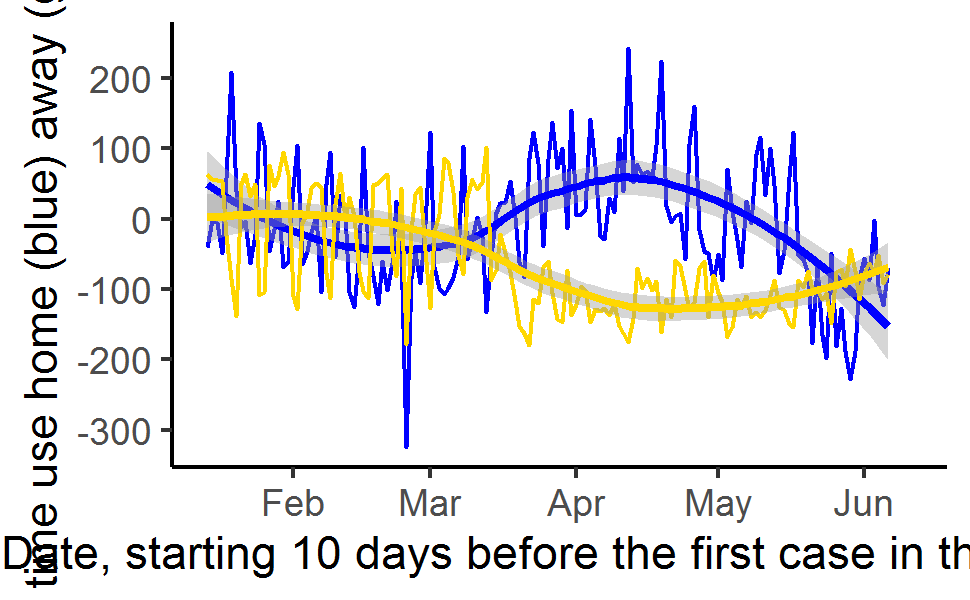 time use home (blue) away (
200
100
0
-100
-200
-300
Feb Mar Apr May Jun
Date, starting 10 days before the first case in th